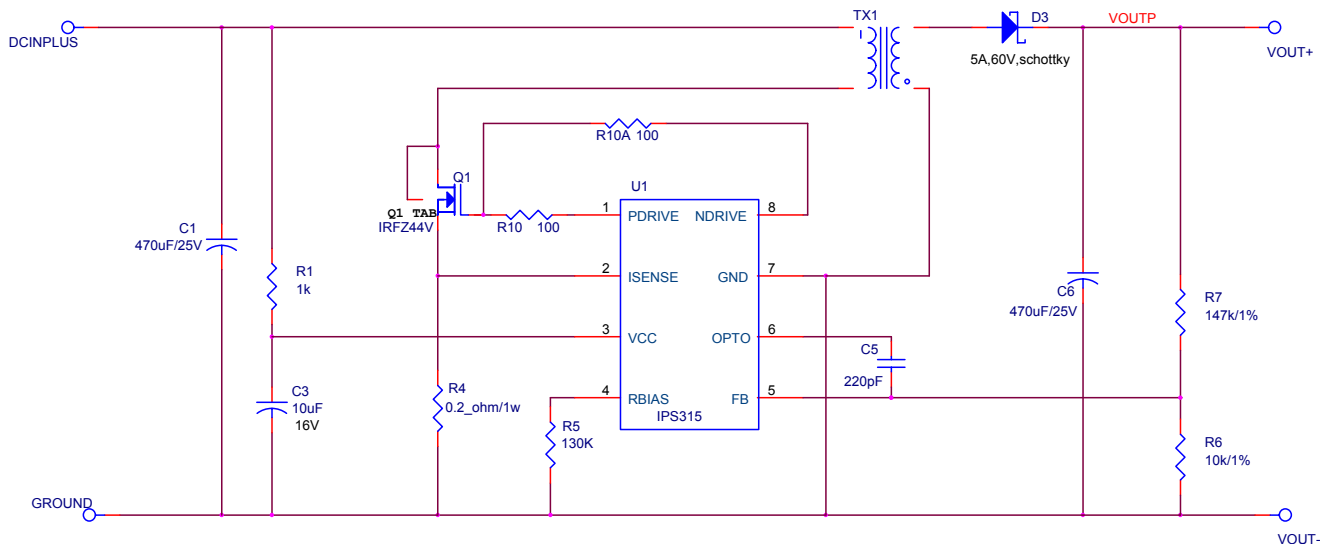 TX1
D3
VOUTP
DCINPLUS
VOUT+
5A,60V,schottky
R10A 100
Q1
U1
Q1 TAB
IRFZ44V
R10 100
1
PDRIVE
NDRIVE
8
C1
470uF/25V
R1
1k
2
ISENSE
GND
7
C6
470uF/25V
R7
147k/1%
3
VCC
OPTO
6
C5
220pF
C3
10uF
16V
R4
0.2_ohm/1w
4
RBIAS
FB
5
IPS315
R5
130K
R6
10k/1%
GROUND
VOUT-